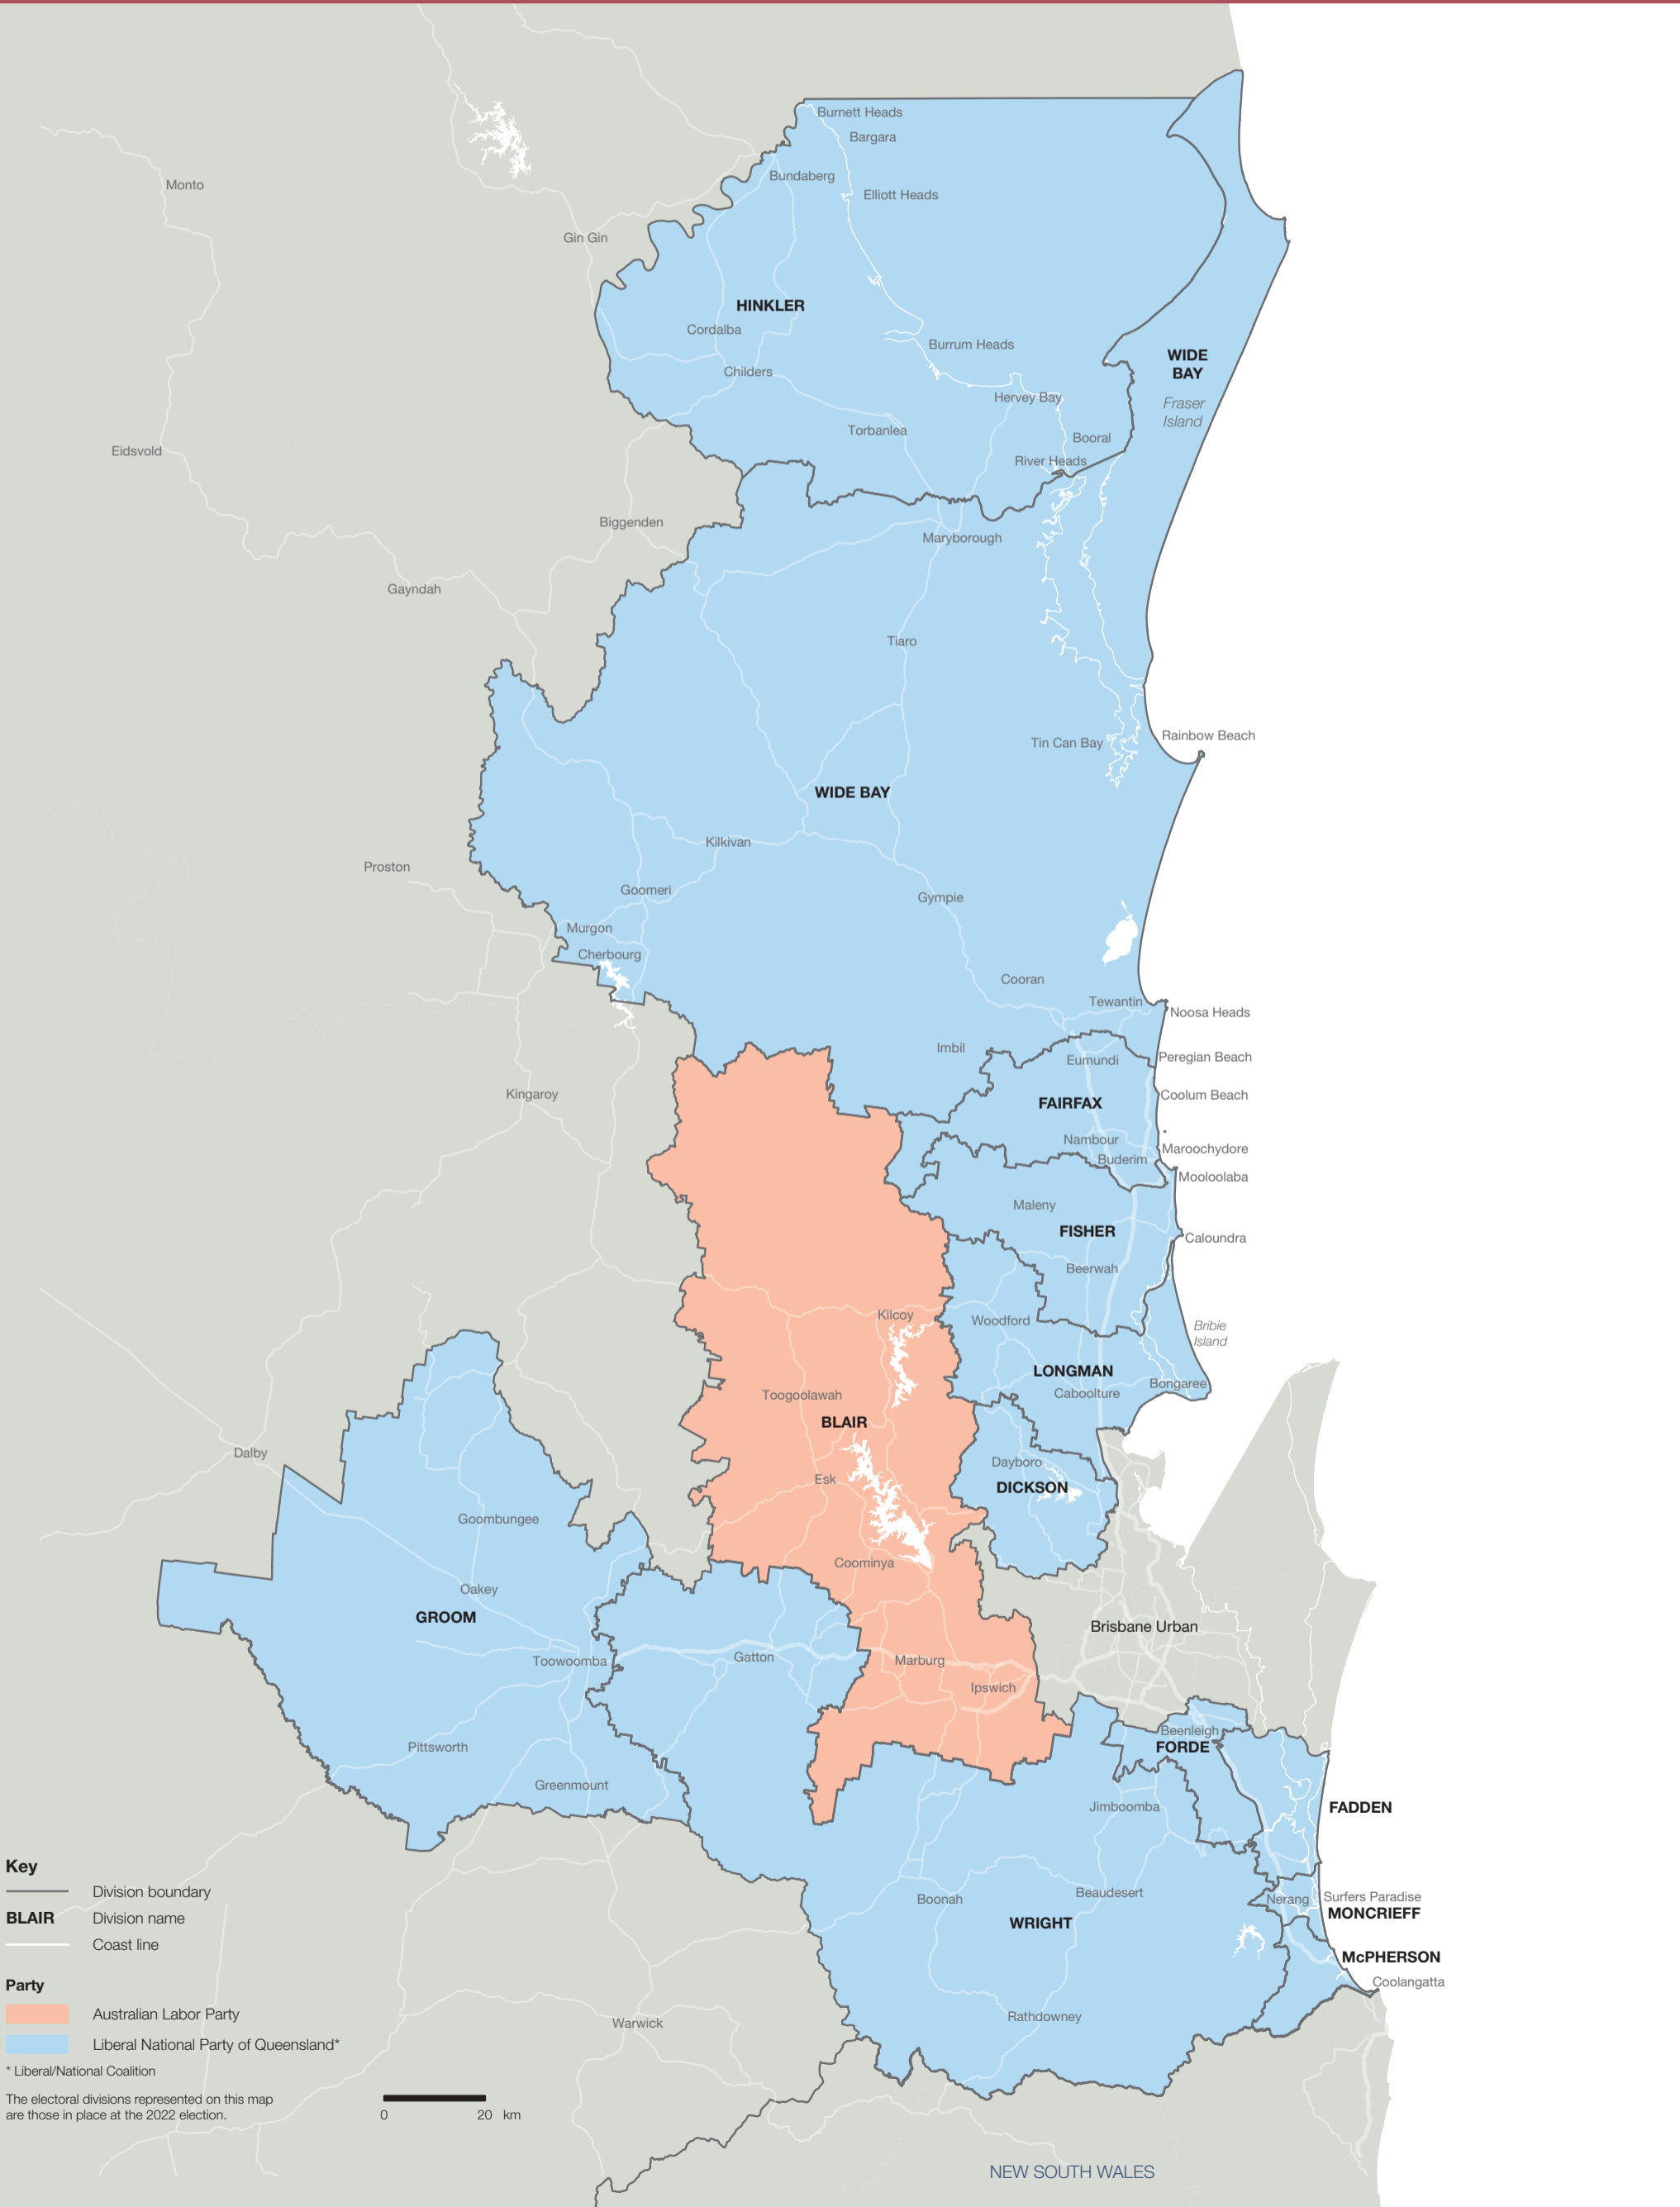 Burnett Heads
Bargara
Bundaberg
Monto
Elliott Heads
Gin Gin
HINKLER
Cordalba
Burrum Heads
WIDE
BAY
Childers
Hervey Bay
Fraser
Island
Torbanlea
Booral
Eidsvold
River Heads
Biggenden
Maryborough
Gayndah
Tiaro
Rainbow Beach
Tin Can Bay
WIDE BAY
Kilkivan
Proston
Goomeri
Gympie
Murgon
Cherbourg
Cooran
Tewantin
Noosa Heads
Imbil
Eumundi
Peregian Beach
Kingaroy
Coolum Beach
FAIRFAX
Nambour
Maroochydore
Buderim
Mooloolaba
Maleny
FISHER
Caloundra
Beerwah
Kilcoy
Woodford
Bribie
Island
LONGMAN
Bongaree
Toogoolawah
Caboolture
BLAIR
Dalby
Dayboro
Esk
DICKSON
Goombungee
Coominya
Oakey
GROOM
Brisbane Urban
Gatton
Marburg
Toowoomba
Ipswich
Beenleigh
Pittsworth
FORDE
Greenmount
Jimboomba
FADDEN
Key
Division boundary
Beaudesert
Surfers Paradise
Boonah
Nerang
MONCRIEFF
BLAIR
Division name
WRIGHT
Coast line
McPHERSON
Coolangatta
Party
Australian Labor Party
Rathdowney
Warwick
Liberal National Party of Queensland*
* Liberal/National Coalition
The electoral divisions represented on this map
are those in place at the 2022 election.
0 20 km
NEW SOUTH WALES